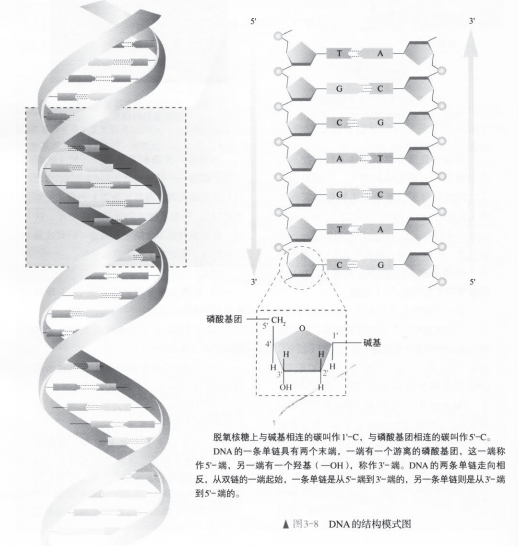 5' 3'
T A
G C
C G
A T
G C
T A
C G
3' 5'
磷酸基团 5' CH₂
O
4' 1' 碱基
H H H H
3' 2'
OH H
脱氧核糖上与碱基相连的碳叫作1'-C,与磷酸基团相连的碳叫作5'-C。
DNA的一条单链具有两个末端,一端有一个游离的磷酸基团,这一端称
作5'-端,另一端有一个羟基(—OH),称作3'-端。DNA的两条单链走向相
反,从双链的一端起始,一条单链是从5'-端到3'-端的,另一条单链则是从3'-端
到5'-端的。
▲ 图3-8 DNA的结构模式图